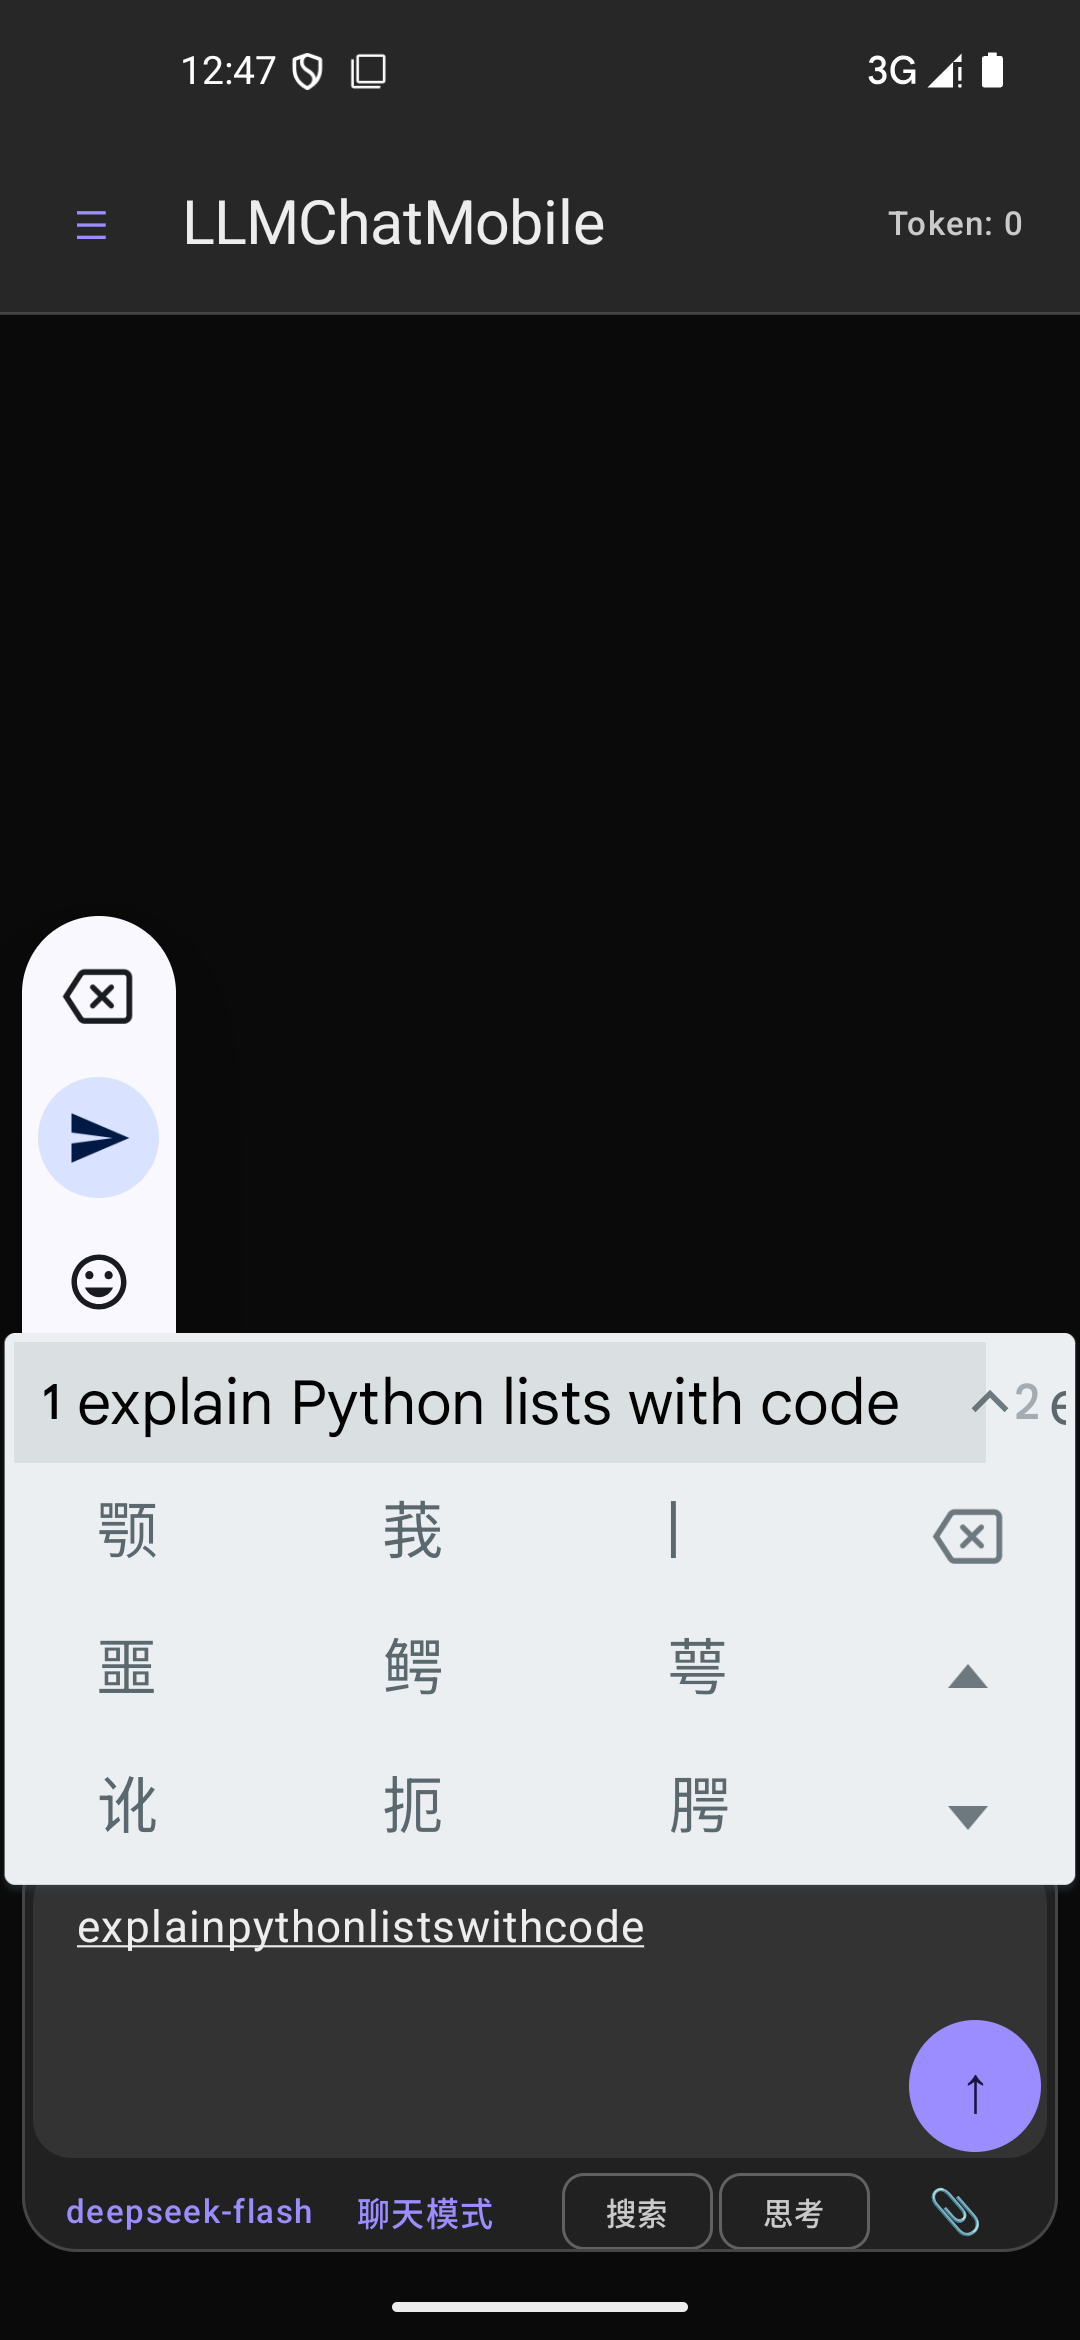 12:47 3G
☰ LLMChatMobile Token: 0
1 explain Python lists with code 2
颚 莪 |
噩 鳄 萼
讹 扼 腭
explainpythonlistswithcode
↑
deepseek-flash 聊天模式 搜索 思考